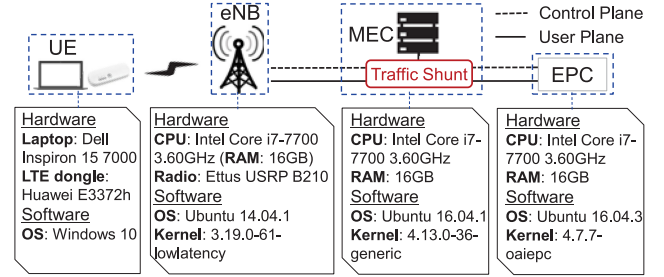 UE
eNB
MEC
Traffic Shunt
EPC
Control Plane
User Plane
Hardware
Laptop: Dell
Inspiron 15 7000
LTE dongle:
Huawei E3372h
Software
OS: Windows 10
Hardware
CPU: Intel Core i7-7700
3.60GHz (RAM: 16GB)
Radio: Ettus USRP B210
Software
OS: Ubuntu 14.04.1
Kernel: 3.19.0-61-
lowlatency
Hardware
CPU: Intel Core i7-
7700 3.60GHz
RAM: 16GB
Software
OS: Ubuntu 16.04.1
Kernel: 4.13.0-36-
generic
Hardware
CPU: Intel Core i7-
7700 3.60GHz
RAM: 16GB
Software
OS: Ubuntu 16.04.3
Kernel: 4.7.7-
oaiepc